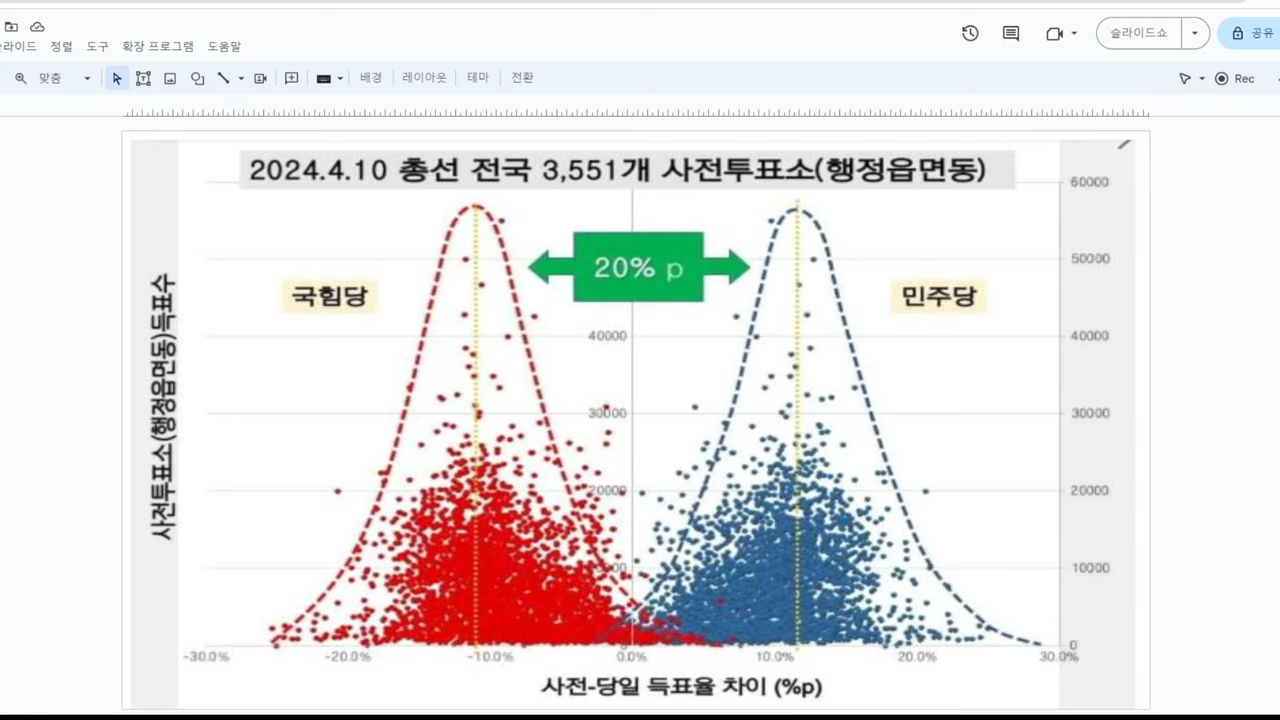 슬라이드쇼
공유
라이드 정렬 도구 확장 프로그램 도움말
맞춤
배경 레이아웃 테마 전환
Rec
2024.4.10 총선 전국 3,551개 사전투표소(행정읍면동)
60000
20% p
50000
국힘당
민주당
40000
40000
30000
30000
20000
20000
10000
0
사전투표소(행정읍면동)득표수
-30.0%
-20.0%
-10.0%
0.0%
10.0%
20.0%
30.0%
사전-당일 득표율 차이 (%p)